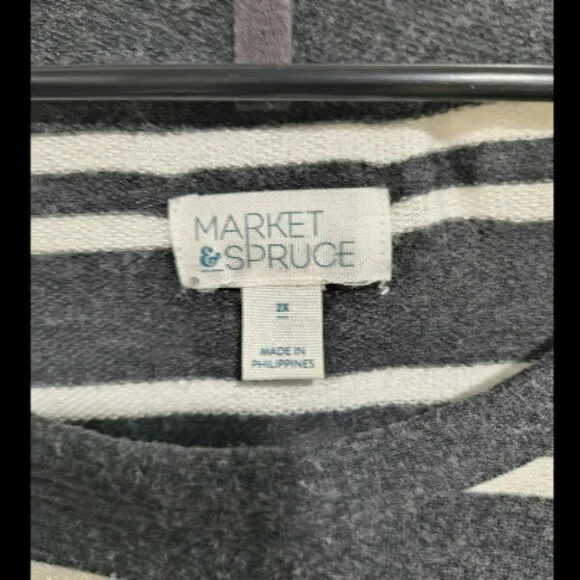 MARKET
&SPRUCE
2X
MADE IN
PHILIPPINES